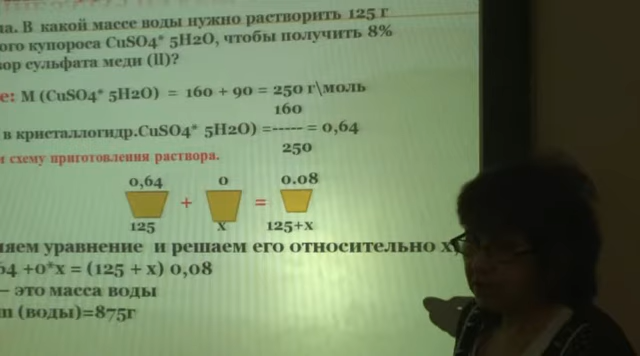 на. В какой массе воды нужно растворить 125 г
ого купороса CuSO4* 5H2O, чтобы получить 8%
вор сульфата меди (II)?
е: M (CuSO4* 5H2O) = 160 + 90 = 250 г\моль
160
в кристаллогидр.CuSO4* 5H2O) =----- = 0,64
250
м схему приготовления раствора.
0,64 0 0.08
+ =
125 x 125+x
ляем уравнение и решаем его относительно x,
64 +0*x = (125 + x) 0,08
– это масса воды
m (воды)=875г